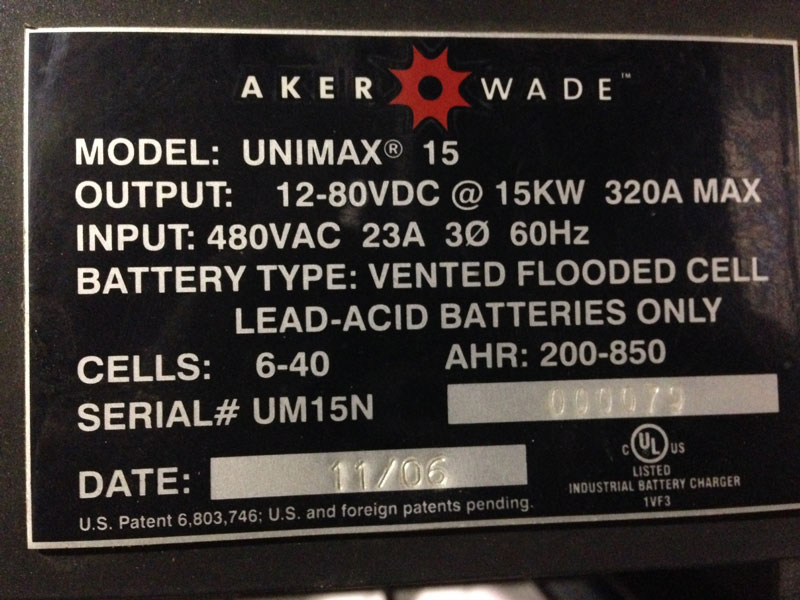 AKER WADE™
MODEL: UNIMAX® 15
OUTPUT: 12-80VDC @ 15KW 320A MAX
INPUT: 480VAC 23A 3Ø 60Hz
BATTERY TYPE: VENTED FLOODED CELL
LEAD-ACID BATTERIES ONLY
CELLS: 6-40 AHR: 200-850
SERIAL# UM15N 000079
DATE: 11/06
C UL US
LISTED
INDUSTRIAL BATTERY CHARGER
1VF3
U.S. Patent 6,803,746; U.S. and foreign patents pending.